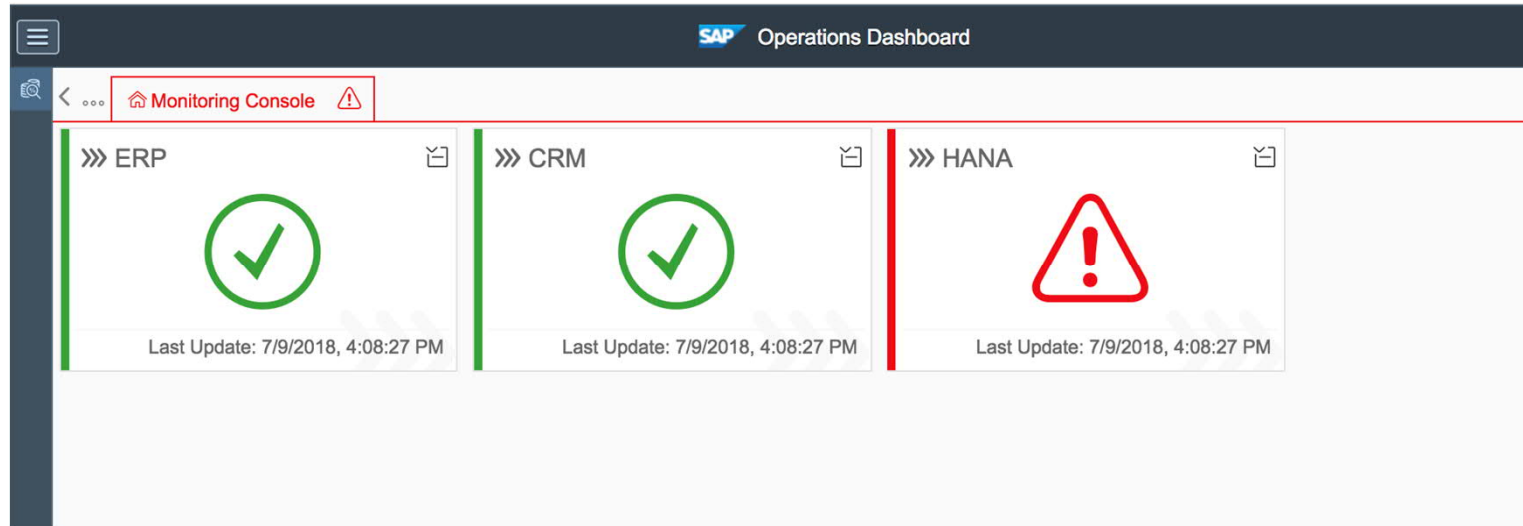 SAP Operations Dashboard
Monitoring Console
ERP
Last Update: 7/9/2018, 4:08:27 PM
CRM
Last Update: 7/9/2018, 4:08:27 PM
HANA
Last Update: 7/9/2018, 4:08:27 PM